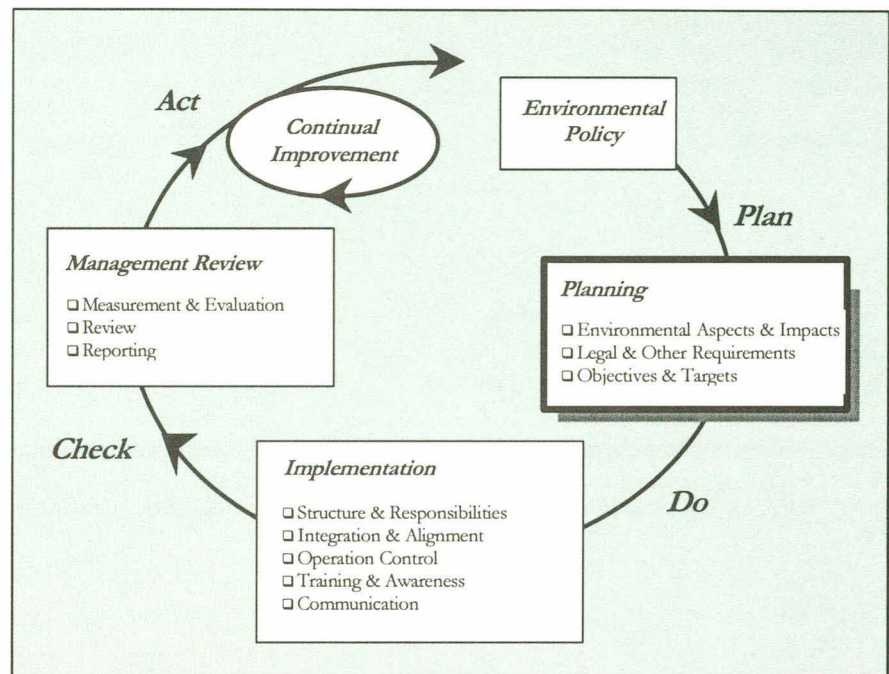 Act
Continual
Improvement
Environmental
Policy
Plan
Management Review
❑ Measurement & Evaluation
❑ Review
❑ Reporting
Planning
❑ Environmental Aspects & Impacts
❑ Legal & Other Requirements
❑ Objectives & Targets
Check
Implementation
❑ Structure & Responsibilities
❑ Integration & Alignment
❑ Operation Control
❑ Training & Awareness
❑ Communication
Do